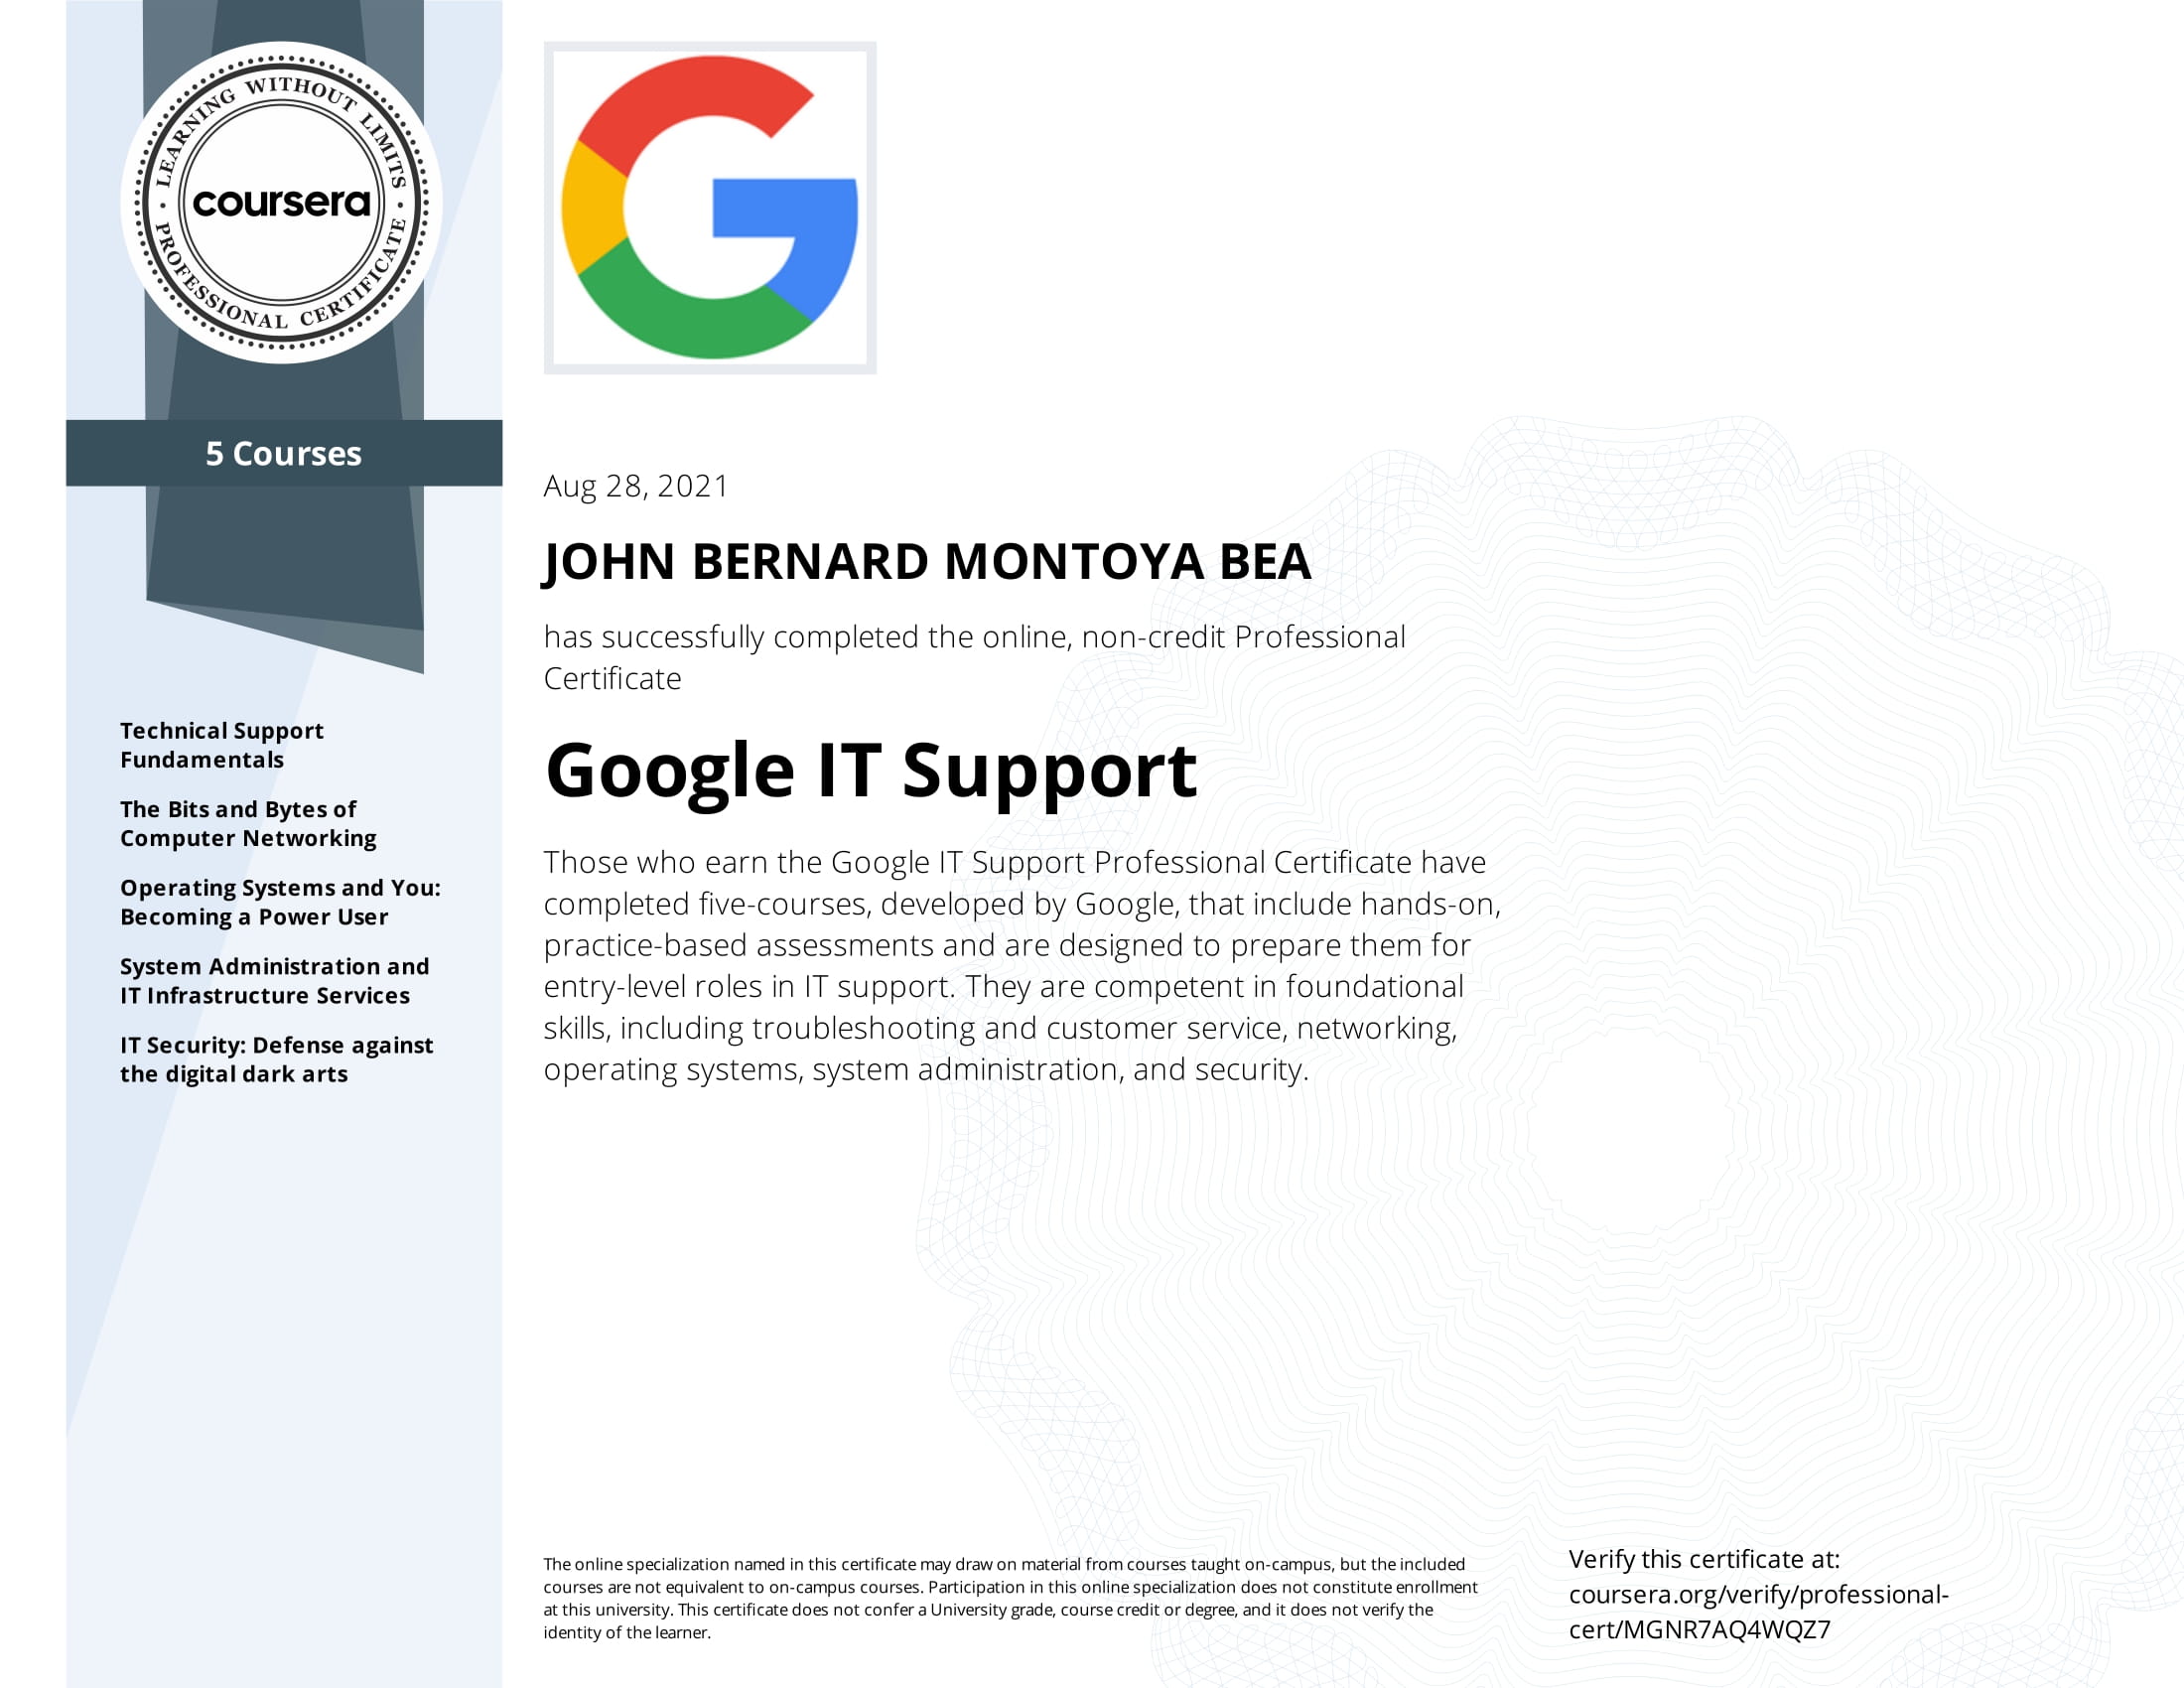 LEARNING WITHOUT LIMITS
coursera
PROFESSIONAL CERTIFICATE
5 Courses
Technical Support
Fundamentals
The Bits and Bytes of
Computer Networking
Operating Systems and You:
Becoming a Power User
System Administration and
IT Infrastructure Services
IT Security: Defense against
the digital dark arts
Aug 28, 2021
JOHN BERNARD MONTOYA BEA
has successfully completed the online, non-credit Professional
Certificate
Google IT Support
Those who earn the Google IT Support Professional Certificate have
completed five-courses, developed by Google, that include hands-on,
practice-based assessments and are designed to prepare them for
entry-level roles in IT support. They are competent in foundational
skills, including troubleshooting and customer service, networking,
operating systems, system administration, and security.
The online specialization named in this certificate may draw on material from courses taught on-campus, but the included
courses are not equivalent to on-campus courses. Participation in this online specialization does not constitute enrollment
at this university. This certificate does not confer a University grade, course credit or degree, and it does not verify the
identity of the learner.
Verify this certificate at:
coursera.org/verify/professional-
cert/MGNR7AQ4WQZ7